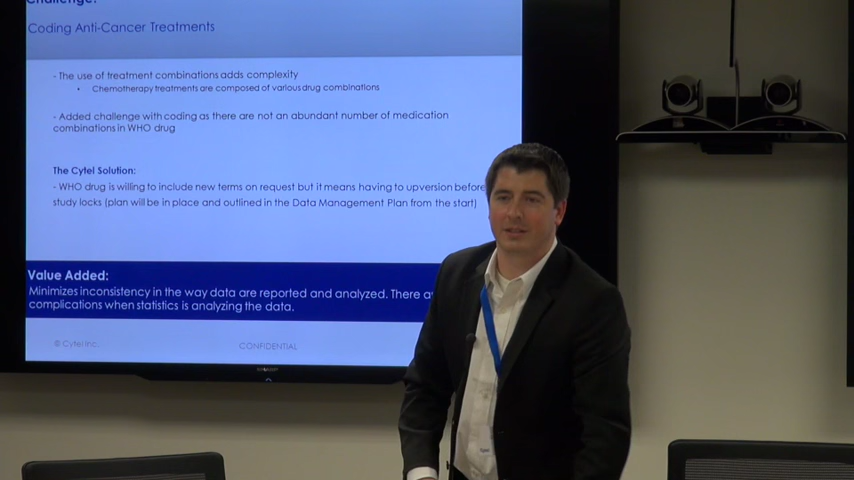 Challenge:
Coding Anti-Cancer Treatments
- The use of treatment combinations adds complexity
• Chemotherapy treatments are composed of various drug combinations
- Added challenge with coding as there are not an abundant number of medication
combinations in WHO drug
The Cytel Solution:
- WHO drug is willing to include new terms on request but it means having to upversion before
study locks (plan will be in place and outlined in the Data Management Plan from the start)
Value Added:
Minimizes inconsistency in the way data are reported and analyzed. There a
complications when statistics is analyzing the data.
© Cytel Inc.
CONFIDENTIAL
SHARP